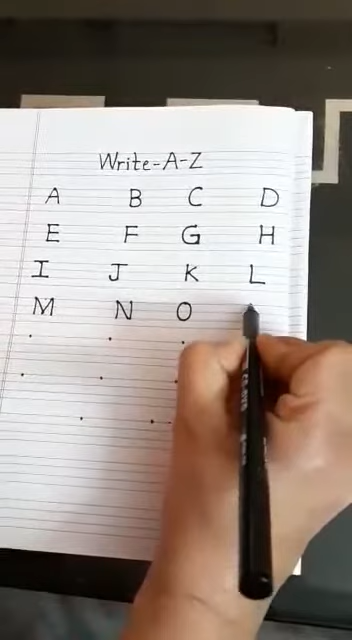 Write-A-Z
A B C D
E F G H
I J K L
M N O